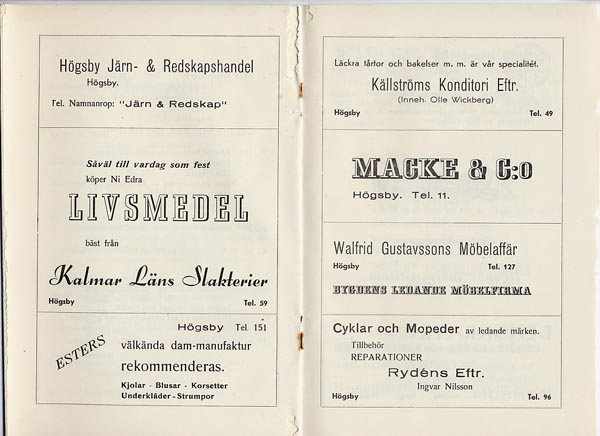 Högsby Järn- & Redskapshandel
Högsby.
Tel. Namnanrop: "Järn & Redskap"
Såväl till vardag som fest
köper Ni Edra
LIVSMEDEL
bäst från
Kalmar Läns Slakterier
Högsby Tel. 59
Högsby Tel. 151
ESTERS
välkända dam-manufaktur
rekommenderas.
Kjolar - Blusar - Korsetter
Underkläder - Strumpor
Läckra tårtor och bakelser m. m. är vår specialitét.
Källströms Konditori Eftr.
(Inneh. Olle Wickberg)
Högsby Tel. 49
MACKE & C:o
Högsby. Tel. 11.
Walfrid Gustavssons Möbelaffär
Högsby Tel. 127
BYGDENS LEDANDE MÖBELFIRMA
Cyklar och Mopeder av ledande märken.
Tillbehör
REPARATIONER
Rydéns Eftr.
Ingvar Nilsson
Högsby Tel. 96